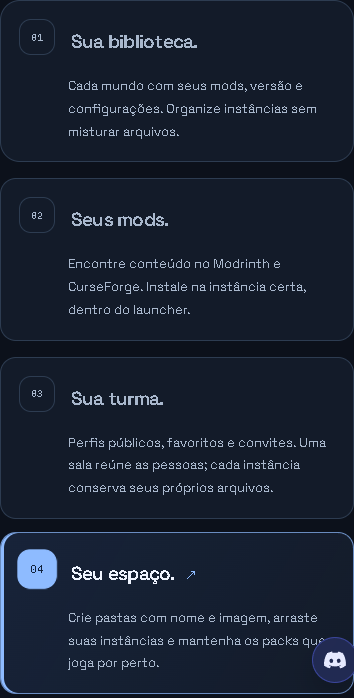 01
Sua biblioteca.
Cada mundo com seus mods, versão e
configurações. Organize instâncias sem
misturar arquivos.
02
Seus mods.
Encontre conteúdo no Modrinth e
CurseForge. Instale na instância certa,
dentro do launcher.
03
Sua turma.
Perfis públicos, favoritos e convites. Uma
sala reúne as pessoas; cada instância
conserva seus próprios arquivos.
04
Seu espaço. ↗
Crie pastas com nome e imagem, arraste
suas instâncias e mantenha os packs que
joga por perto.